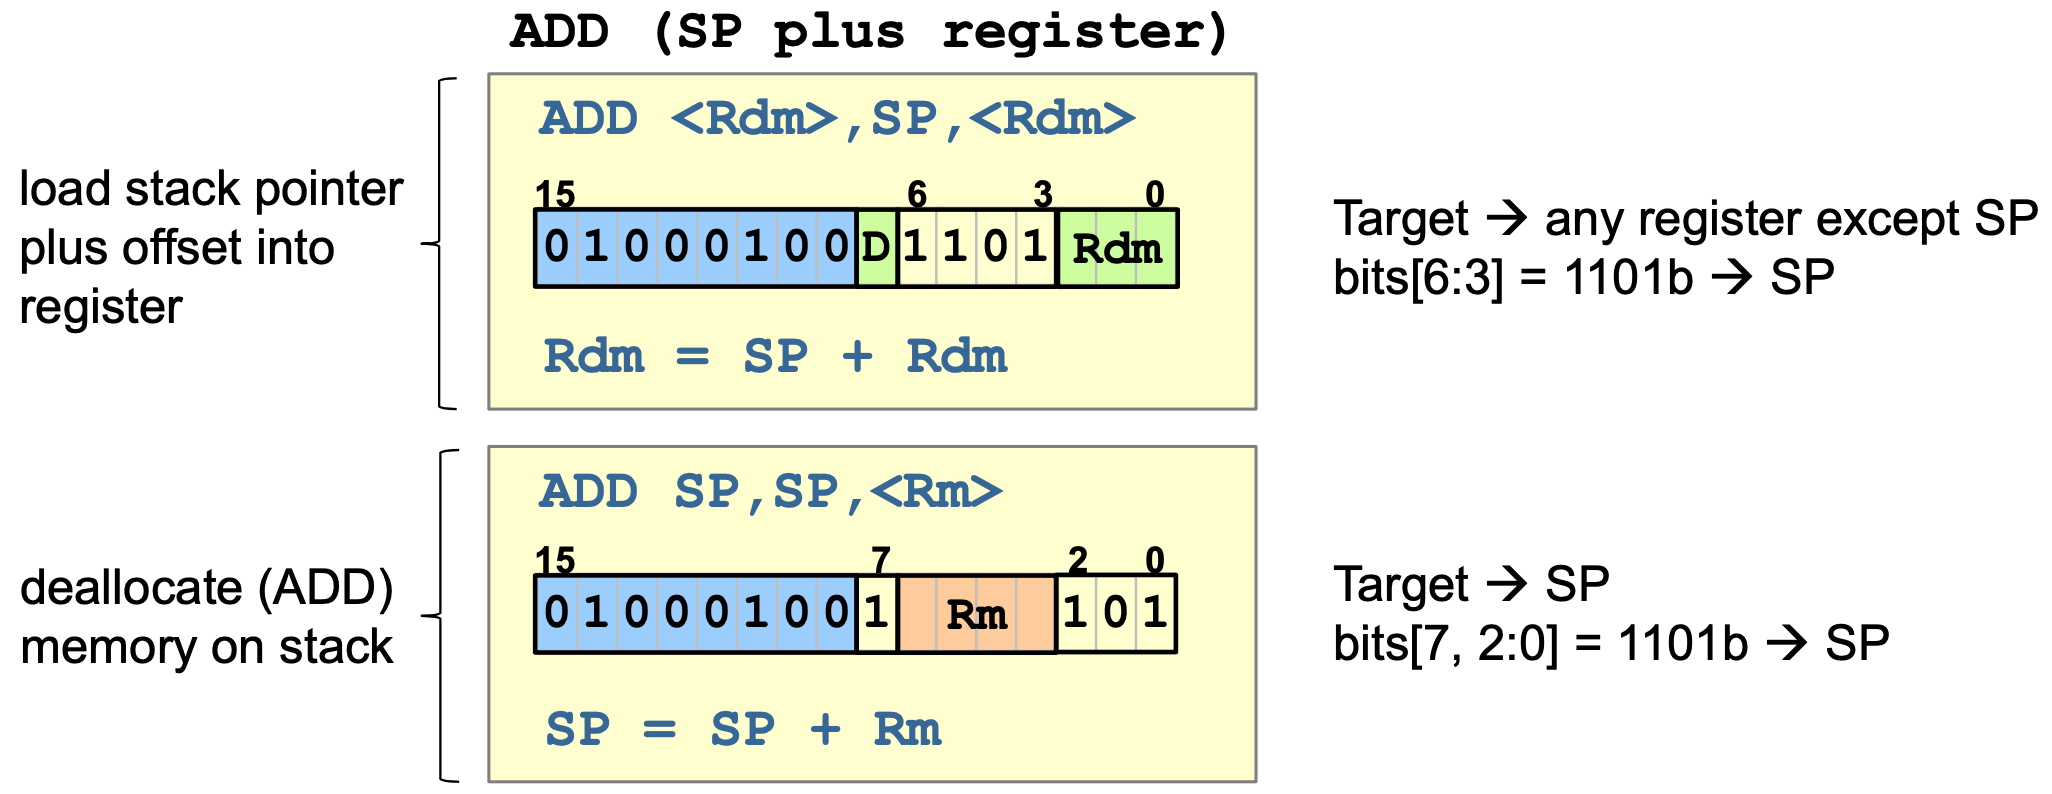 ADD (SP plus register)
load stack pointer
plus offset into
register
ADD <Rdm>,SP,<Rdm>
15 6 3 0
0 1 0 0 0 1 0 0 D 1 1 0 1 Rdm
Rdm = SP + Rdm
Target → any register except SP
bits[6:3] = 1101b → SP
deallocate (ADD)
memory on stack
ADD SP,SP,<Rm>
15 7 2 0
0 1 0 0 0 1 0 0 1 Rm 1 0 1
SP = SP + Rm
Target → SP
bits[7, 2:0] = 1101b → SP